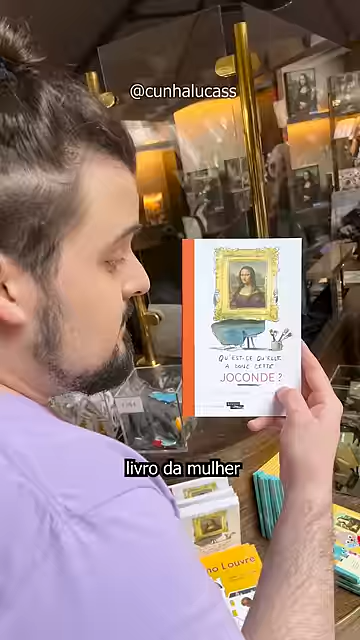 @cunhalucass
QU'EST-CE QU'ELLE
A DONC CETTE
JOCONDE?
livro da mulher
Louvre